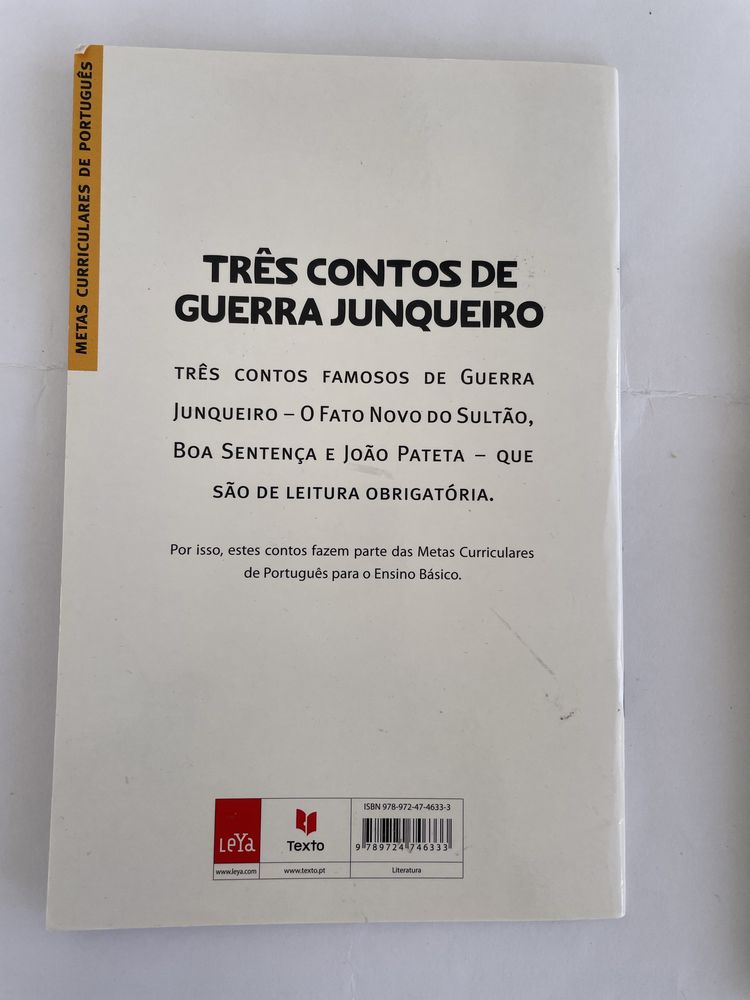 METAS CURRICULARES DE PORTUGUÊS
TRÊS CONTOS DE
GUERRA JUNQUEIRO
TRÊS CONTOS FAMOSOS DE GUERRA
JUNQUEIRO – O FATO NOVO DO SULTÃO,
BOA SENTENÇA E JOÃO PATETA – QUE
SÃO DE LEITURA OBRIGATÓRIA.
Por isso, estes contos fazem parte das Metas Curriculares
de Português para o Ensino Básico.
ISBN 978-972-47-4633-3
LeYa
Texto
9 789724 746333
www.leya.com
www.texto.pt
Literatura